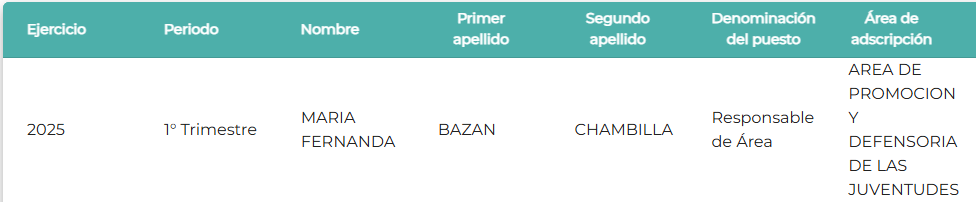 Ejercicio
Periodo
Nombre
Primer
apellido
Segundo
apellido
Denominación
del puesto
Área de
adscripción
2025
1° Trimestre
MARIA
FERNANDA
BAZAN
CHAMBILLA
Responsable
de Área
AREA DE
PROMOCION
Y
DEFENSORIA
DE LAS
JUVENTUDES